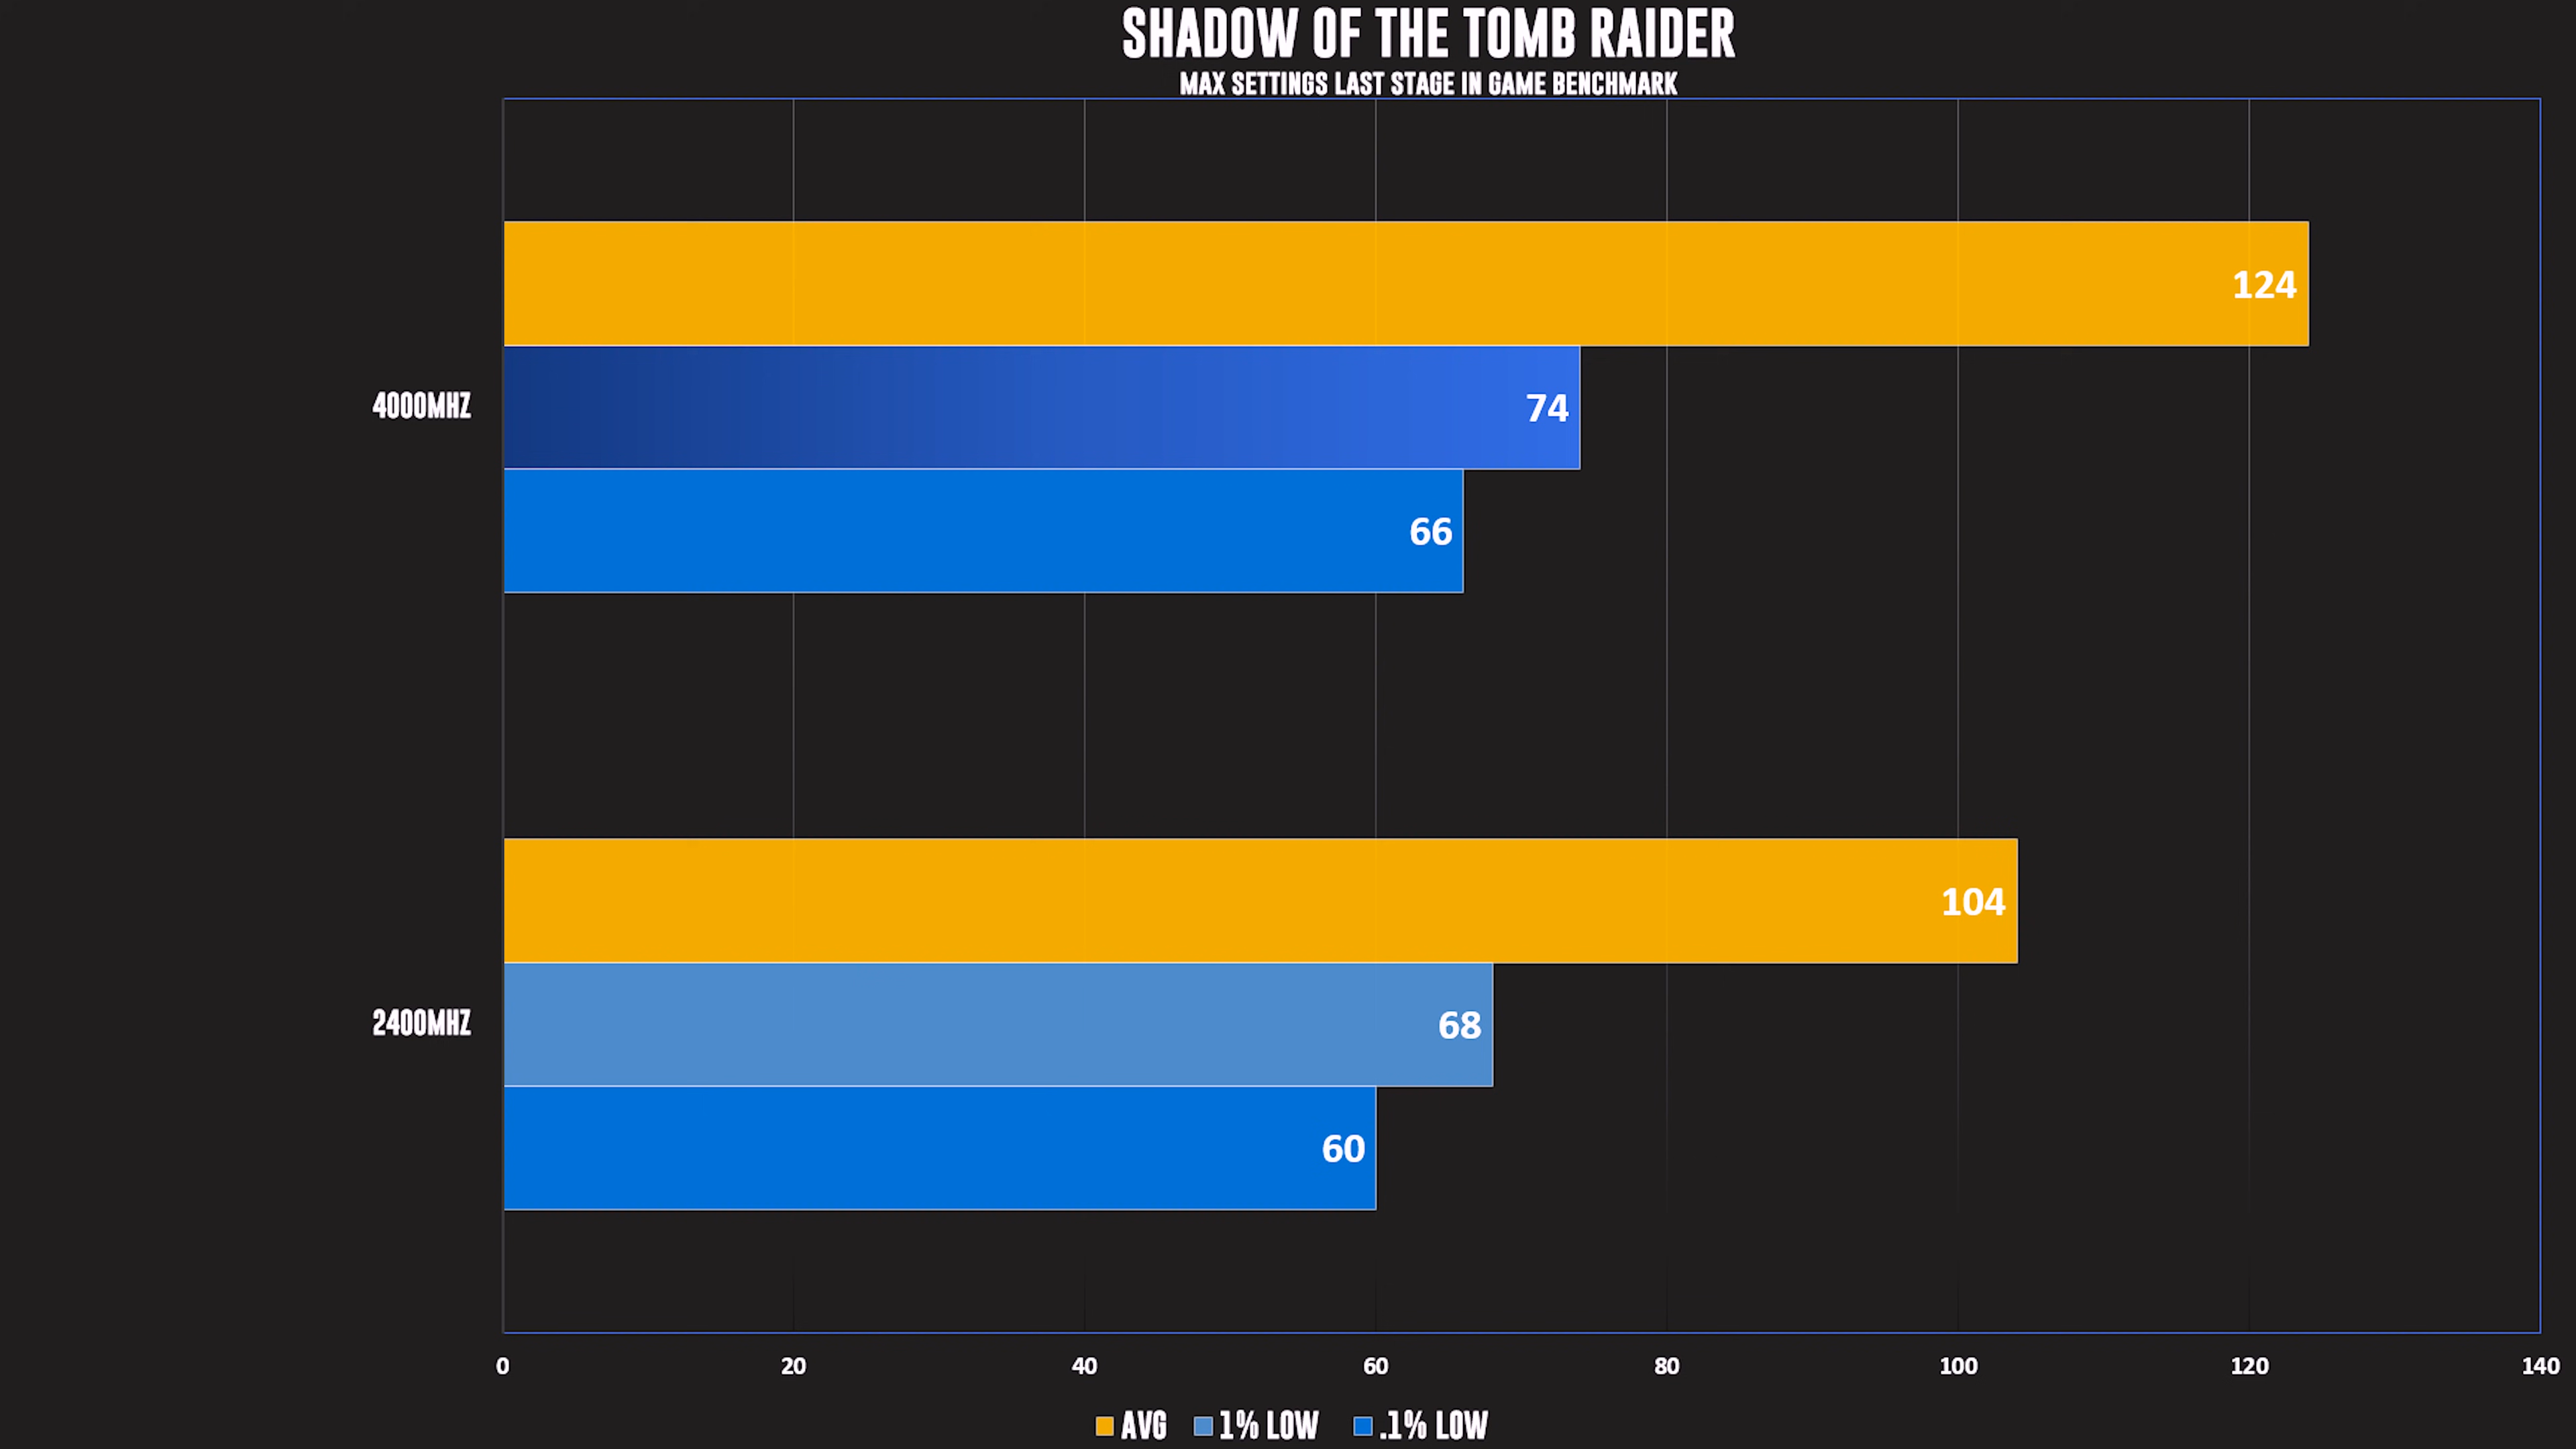 SHADOW OF THE TOMB RAIDER
MAX SETTINGS LAST STAGE IN GAME BENCHMARK
124
4000MHZ 74
66
104
2400MHZ 68
60
0 20 40 60 80 100 120 140
AVG 1% LOW .1% LOW